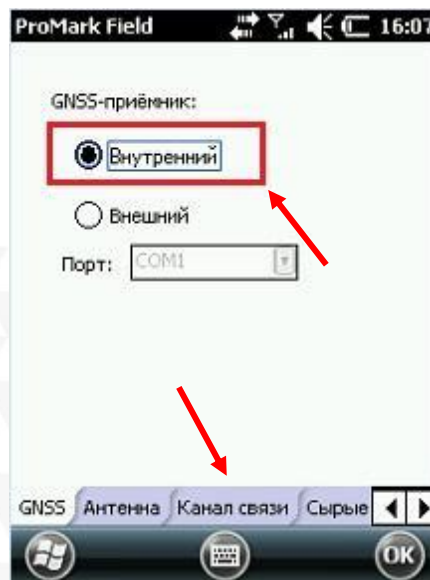 ProMark Field 16:07
GNSS-приёмник:
Внутренний
Внешний
Порт: COM1
GNSS Антенна Канал связи Сырые
OK